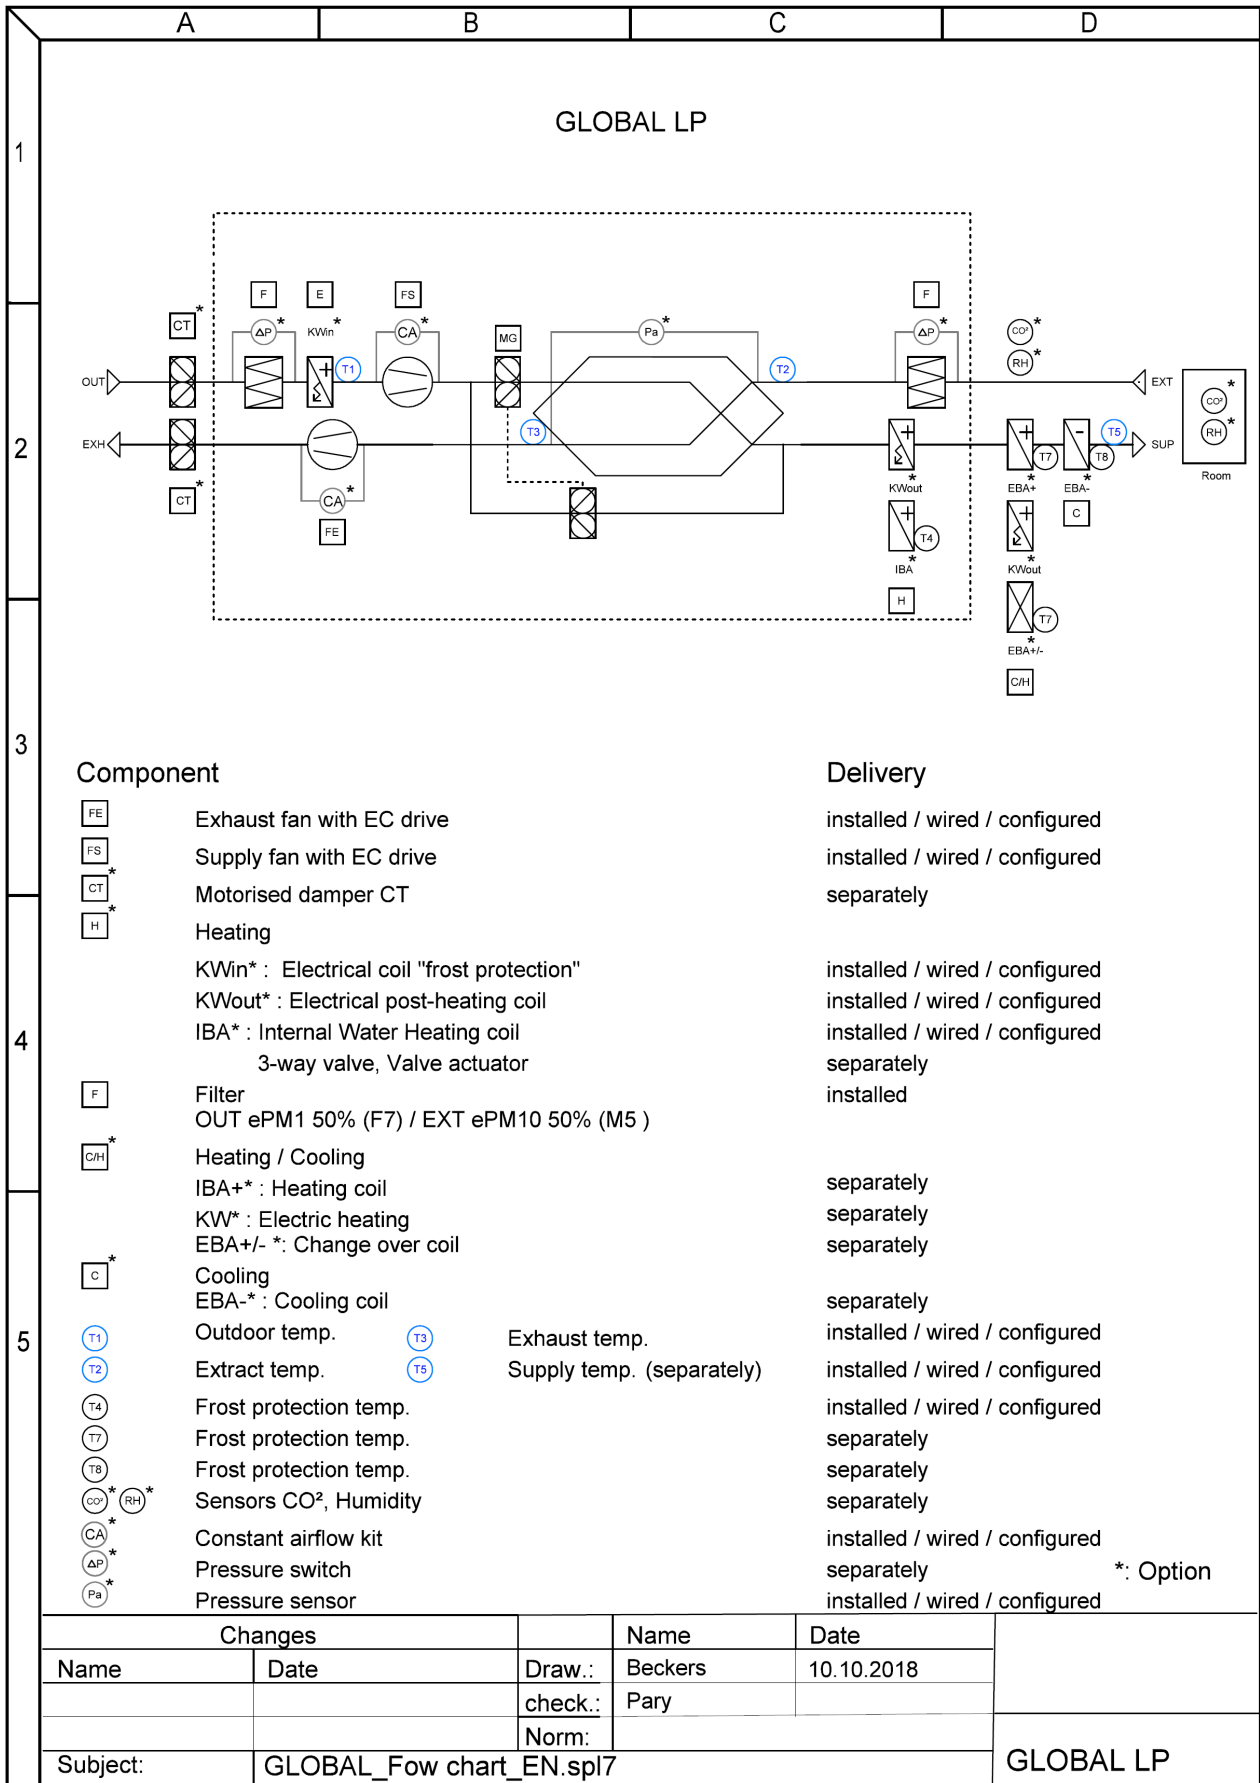 A B C D
1
GLOBAL LP
F E FS F
CT * ΔP * KWin * CA * MG Pa * ΔP * CO² *
RH *
OUT T1 T2 EXT
CO² *
RH *
2
EXH T3 T7 T8 T5 SUP
CT * CA * KWout * EBA+ * EBA- * Room
FE C
T4
IBA * KWout *
H T7
EBA+/- *
C/H
3
Component Delivery
FE Exhaust fan with EC drive installed / wired / configured
FS Supply fan with EC drive installed / wired / configured
CT * Motorised damper CT separately
H * Heating
KWin* : Electrical coil "frost protection" installed / wired / configured
KWout* : Electrical post-heating coil installed / wired / configured
4
IBA* : Internal Water Heating coil installed / wired / configured
3-way valve, Valve actuator separately
F Filter installed
OUT ePM1 50% (F7) / EXT ePM10 50% (M5 )
C/H * Heating / Cooling
IBA+* : Heating coil separately
KW* : Electric heating separately
EBA+/- *: Change over coil separately
C * Cooling
EBA-* : Cooling coil separately
5
T1 Outdoor temp. T3 Exhaust temp. installed / wired / configured
T2 Extract temp. T5 Supply temp. (separately) installed / wired / configured
T4 Frost protection temp. installed / wired / configured
T7 Frost protection temp. separately
T8 Frost protection temp. separately
CO² * RH * Sensors CO², Humidity separately
CA * Constant airflow kit installed / wired / configured
ΔP * Pressure switch separately *: Option
Pa * Pressure sensor installed / wired / configured
Changes Name Date
Name Date Draw.: Beckers 10.10.2018
check.: Pary
Norm:
Subject: GLOBAL_Fow chart_EN.spl7 GLOBAL LP